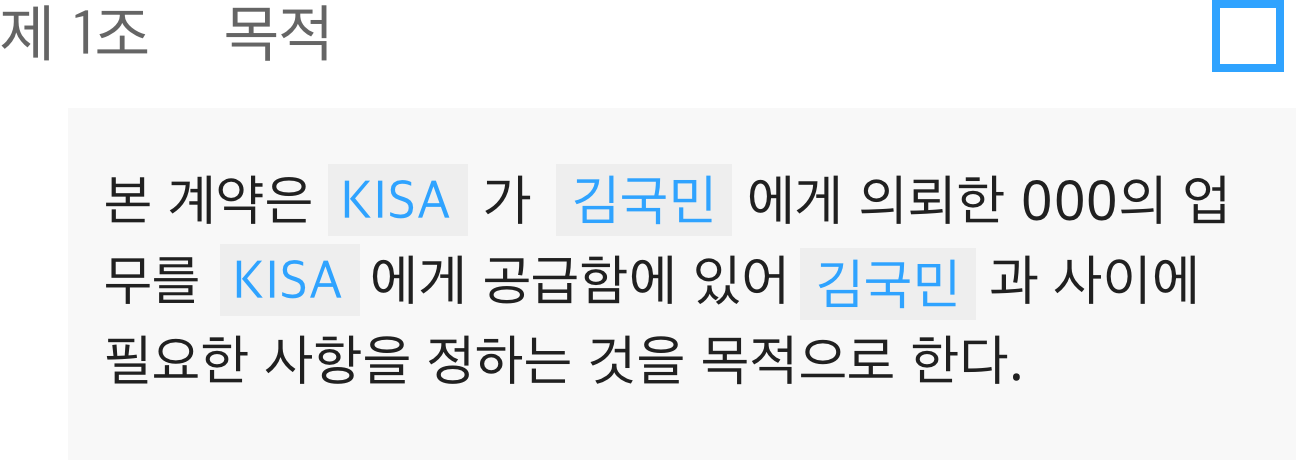 제 1조 목적
본 계약은 KISA 가 김국민 에게 의뢰한 000의 업
무를 KISA 에게 공급함에 있어 김국민 과 사이에
필요한 사항을 정하는 것을 목적으로 한다.